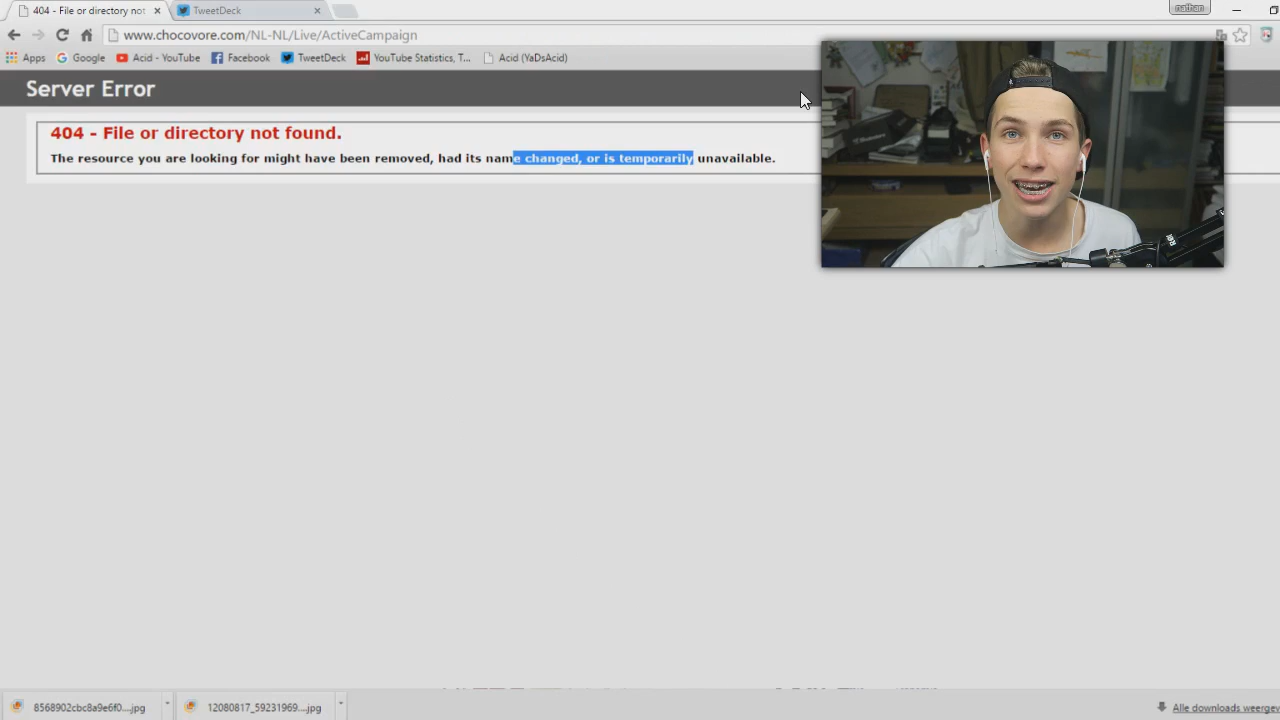 404 - File or directory not
TweetDeck
nathan
www.chocovore.com/NL-NL/Live/ActiveCampaign
Apps Google Acid - YouTube Facebook TweetDeck YouTube Statistics, T... Acid (YaDsAcid)
Server Error
404 - File or directory not found.
The resource you are looking for might have been removed, had its name changed, or is temporarily unavailable.
8568902cbc8a9e6f0....jpg
12080817_59231969....jpg
Alle downloads weergev